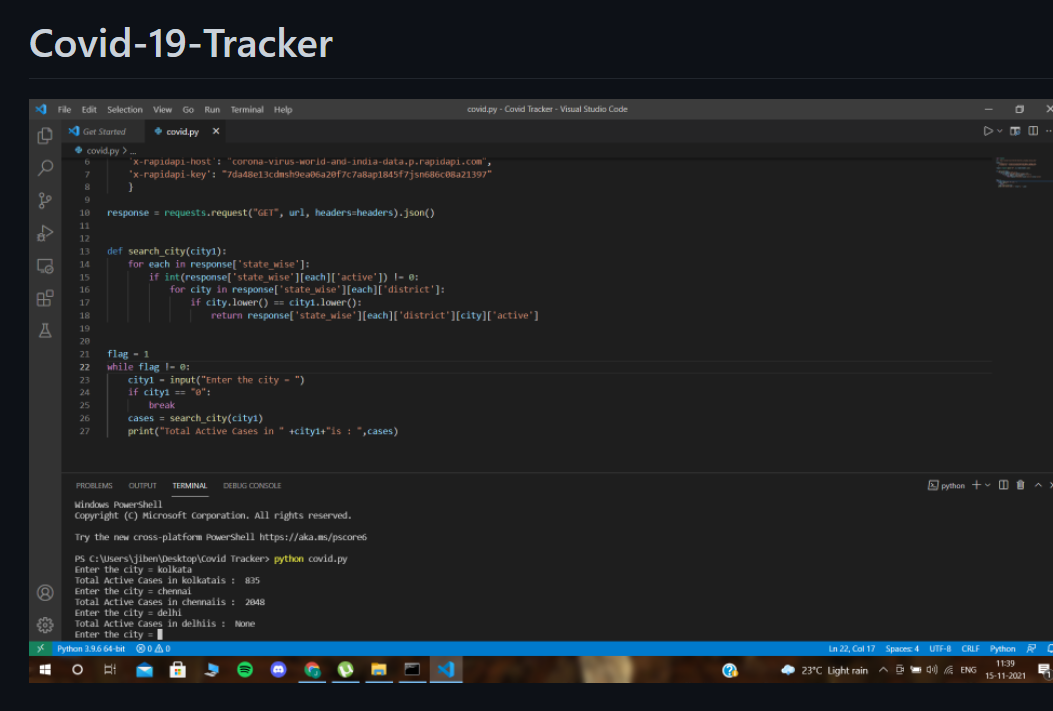 Covid-19-Tracker
File Edit Selection View Go Run Terminal Help
covid.py - Covid Tracker - Visual Studio Code
Get Started
covid.py
covid.py > ...
6 'x-rapidapi-host': "corona-virus-world-and-india-data.p.rapidapi.com",
7 'x-rapidapi-key': "7da48e13cdmsh9ea06a20f7c7a8ap1845f7jsn686c08a21397"
8 }
9
10 response = requests.request("GET", url, headers=headers).json()
11
12
13 def search_city(city1):
14 for each in response['state_wise']:
15 if int(response['state_wise'][each]['active']) != 0:
16 for city in response['state_wise'][each]['district']:
17 if city.lower() == city1.lower():
18 return response['state_wise'][each]['district'][city]['active']
19
20
21 flag = 1
22 while flag != 0:
23 city1 = input("Enter the city = ")
24 if city1 == "0":
25 break
26 cases = search_city(city1)
27 print("Total Active Cases in " +city1+"is : ",cases)
PROBLEMS OUTPUT TERMINAL DEBUG CONSOLE
python
Windows PowerShell
Copyright (C) Microsoft Corporation. All rights reserved.
Try the new cross-platform PowerShell https://aka.ms/pscore6
PS C:\Users\jiben\Desktop\Covid Tracker> python covid.py
Enter the city = kolkata
Total Active Cases in kolkatais : 835
Enter the city = chennai
Total Active Cases in chennaiis : 2048
Enter the city = delhi
Total Active Cases in delhiis : None
Enter the city =
Python 3.9.6 64-bit 0 0
Ln 22, Col 17 Spaces: 4 UTF-8 CRLF Python
23°C Light rain
ENG
11:39
15-11-2021